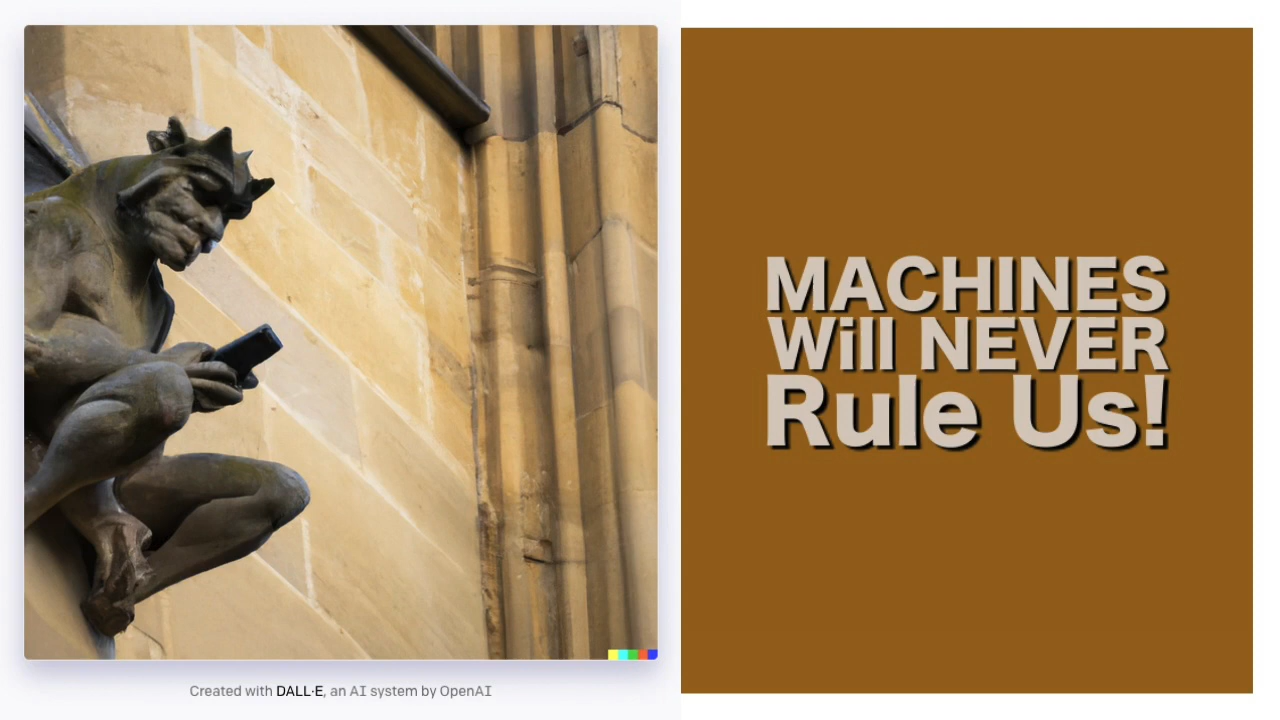 MACHINES
Will NEVER
Rule Us!
Created with DALL·E, an AI system by OpenAI